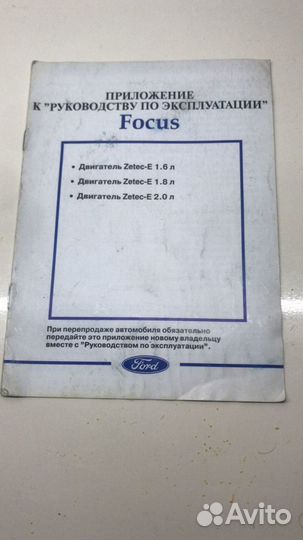 ПРИЛОЖЕНИЕ
К "РУКОВОДСТВУ ПО ЭКСПЛУАТАЦИИ"
Focus
• Двигатель Zetec-E 1.6 л
• Двигатель Zetec-E 1.8 л
• Двигатель Zetec-E 2.0 л
При перепродаже автомобиля обязательно
передайте это приложение новому владельцу
вместе с "Руководством по эксплуатации".
Ford
Avito